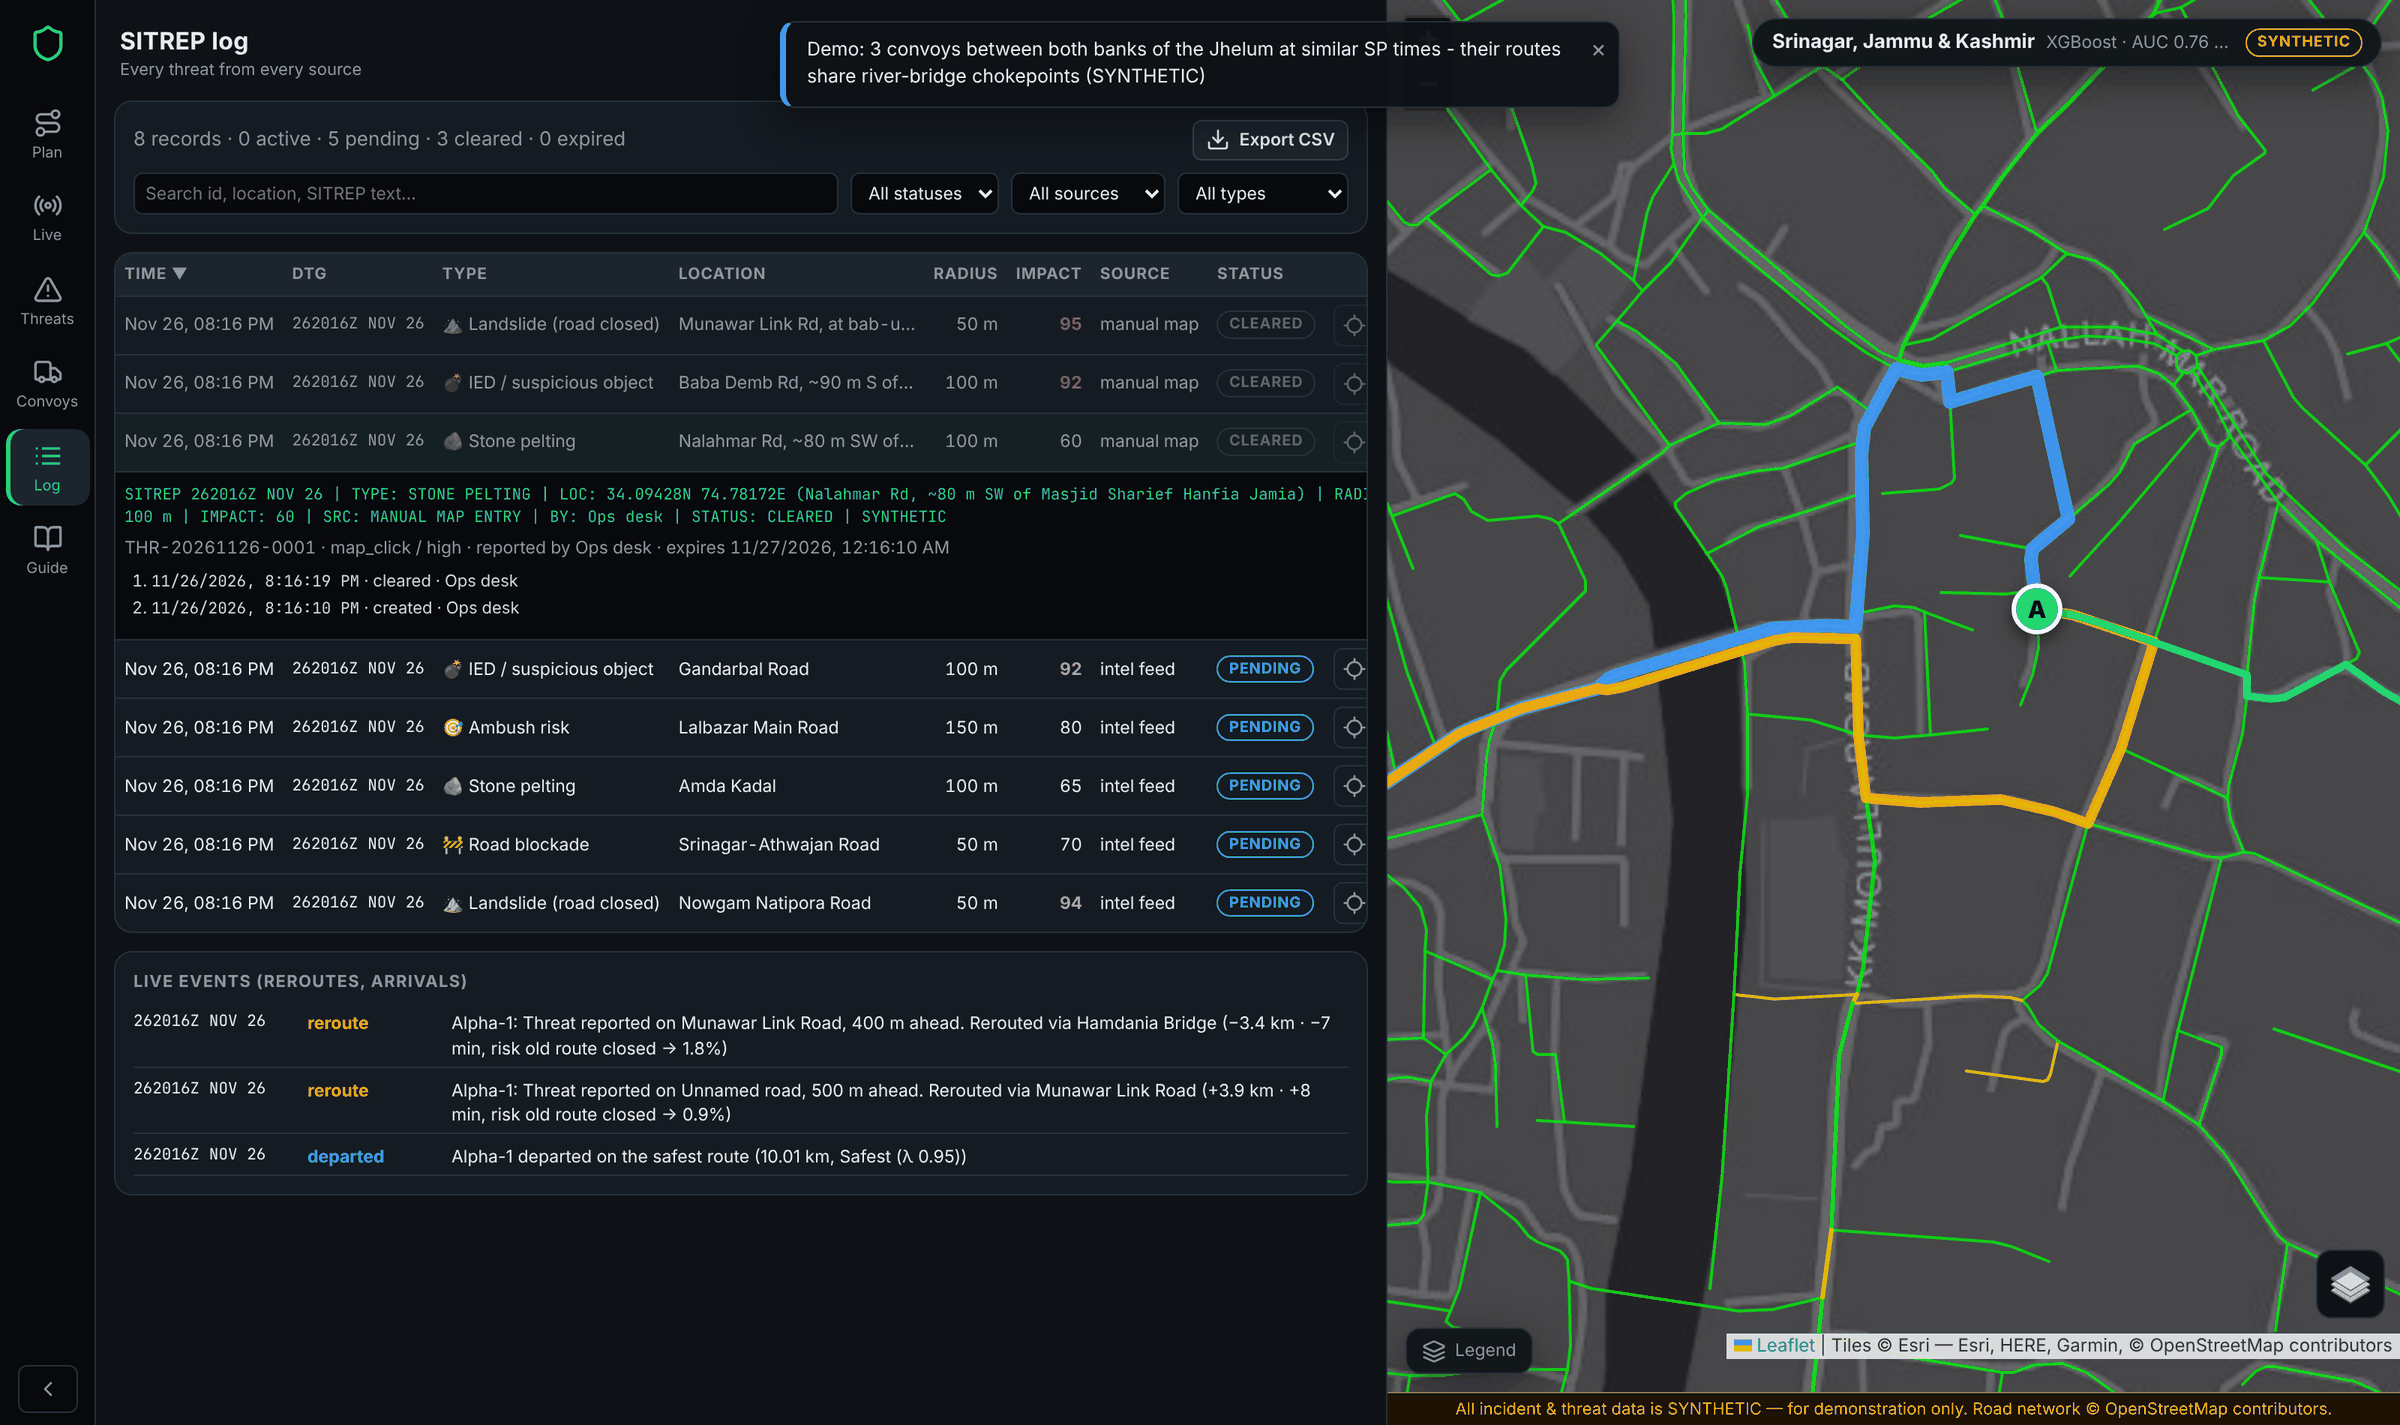 SITREP log
Every threat from every source
Demo: 3 convoys between both banks of the Jhelum at similar SP times - their routes
share river-bridge chokepoints (SYNTHETIC)
Srinagar, Jammu & Kashmir XGBoost · AUC 0.76 ... SYNTHETIC
Plan
Live
Threats
Convoys
Log
Guide
8 records · 0 active · 5 pending · 3 cleared · 0 expired
Export CSV
Search id, location, SITREP text...
All statuses
All sources
All types
TIME ▼ DTG TYPE LOCATION RADIUS IMPACT SOURCE STATUS
Nov 26, 08:16 PM 262016Z NOV 26 Landslide (road closed) Munawar Link Rd, at bab-u... 50 m 95 manual map CLEARED
Nov 26, 08:16 PM 262016Z NOV 26 IED / suspicious object Baba Demb Rd, ~90 m S of... 100 m 92 manual map CLEARED
Nov 26, 08:16 PM 262016Z NOV 26 Stone pelting Nalahmar Rd, ~80 m SW of... 100 m 60 manual map CLEARED
SITREP 262016Z NOV 26 | TYPE: STONE PELTING | LOC: 34.09428N 74.78172E (Nalahmar Rd, ~80 m SW of Masjid Sharief Hanfia Jamia) | RADI
100 m | IMPACT: 60 | SRC: MANUAL MAP ENTRY | BY: Ops desk | STATUS: CLEARED | SYNTHETIC
THR-20261126-0001 · map_click / high · reported by Ops desk · expires 11/27/2026, 12:16:10 AM
1. 11/26/2026, 8:16:19 PM · cleared · Ops desk
2. 11/26/2026, 8:16:10 PM · created · Ops desk
Nov 26, 08:16 PM 262016Z NOV 26 IED / suspicious object Gandarbal Road 100 m 92 intel feed PENDING
Nov 26, 08:16 PM 262016Z NOV 26 Ambush risk Lalbazar Main Road 150 m 80 intel feed PENDING
Nov 26, 08:16 PM 262016Z NOV 26 Stone pelting Amda Kadal 100 m 65 intel feed PENDING
Nov 26, 08:16 PM 262016Z NOV 26 Road blockade Srinagar-Athwajan Road 50 m 70 intel feed PENDING
Nov 26, 08:16 PM 262016Z NOV 26 Landslide (road closed) Nowgam Natipora Road 50 m 94 intel feed PENDING
LIVE EVENTS (REROUTES, ARRIVALS)
262016Z NOV 26 reroute Alpha-1: Threat reported on Munawar Link Road, 400 m ahead. Rerouted via Hamdania Bridge (−3.4 km · −7
min, risk old route closed → 1.8%)
262016Z NOV 26 reroute Alpha-1: Threat reported on Unnamed road, 500 m ahead. Rerouted via Munawar Link Road (+3.9 km · +8
min, risk old route closed → 0.9%)
262016Z NOV 26 departed Alpha-1 departed on the safest route (10.01 km, Safest (λ 0.95))
NALLAH MAR ROAD
A
Legend
Leaflet | Tiles © Esri — Esri, HERE, Garmin, © OpenStreetMap contributors
All incident & threat data is SYNTHETIC — for demonstration only. Road network © OpenStreetMap contributors.